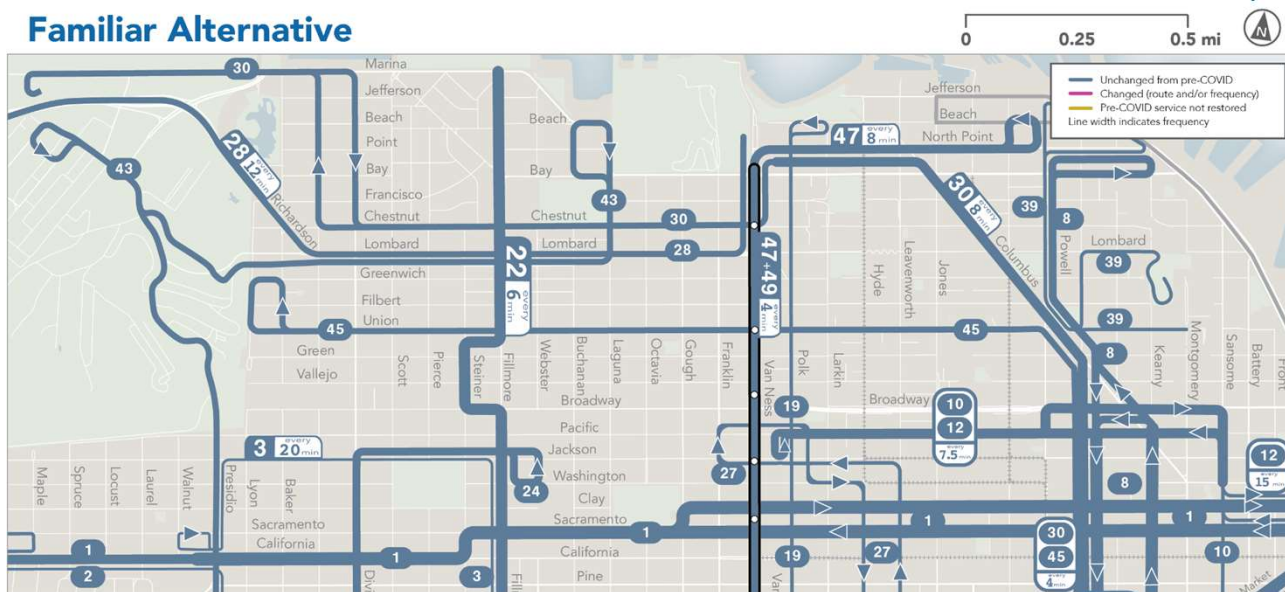 Familiar Alternative
0 0.25 0.5 mi
Unchanged from pre-COVID
Changed (route and/or frequency)
Pre-COVID service not restored
Line width indicates frequency
30
Marina
Jefferson
Beach
Point
Bay
Francisco
Chestnut
Lombard
Greenwich
Filbert
Union
Green
Vallejo
43
28 every 12 min
Richardson
Beach
Bay
43
Chestnut
30
Lombard
28
22 every 6 min
45
47 every 8 min
Jefferson
Beach
North Point
30 every 8 min
Columbus
39
8
Powell
Lombard
39
39
47+49 every 4 min
45
8
Hyde
Leavenworth
Jones
Scott
Pierce
Steiner
Fillmore
Webster
Buchanan
Laguna
Octavia
Gough
Franklin
Van Ness
Polk
Larkin
Kearny
Montgomery
Sansome
Battery
Front
Broadway
19
Broadway
10
12
every 7.5 min
Pacific
Jackson
Washington
Clay
Sacramento
California
Pine
3 every 20 min
24
27
12
every 15 min
8
Maple
Spruce
Locust
Laurel
Walnut
Presidio
Lyon
Baker
Sacramento
California
1
1
1
1
1
2
3
19
27
30
45
every 4 min
10
Market